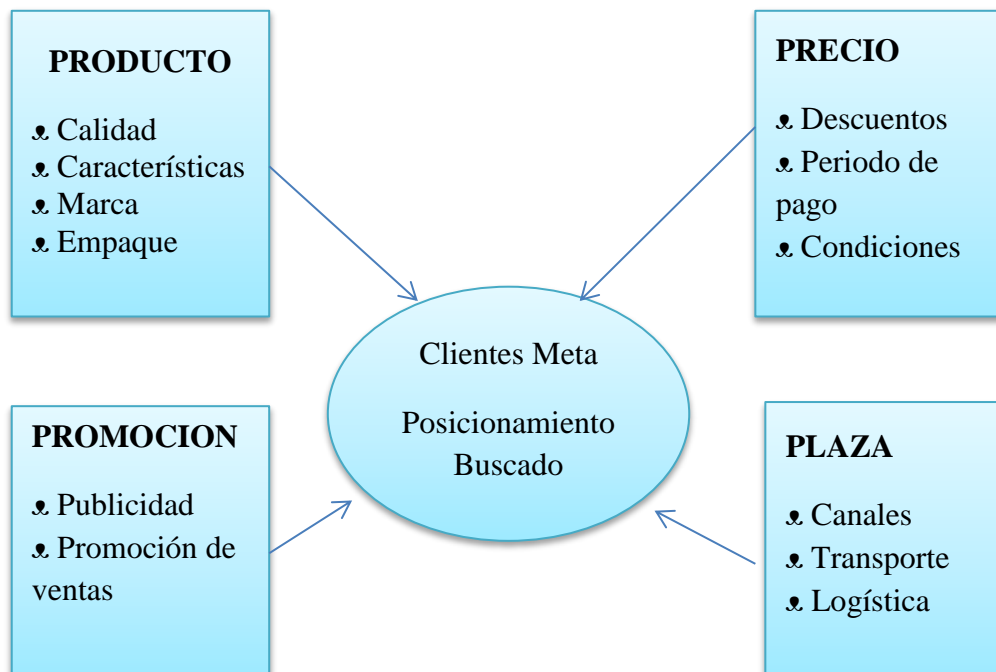 PRODUCTO
ᴥ Calidad
ᴥ Características
ᴥ Marca
ᴥ Empaque
PRECIO
ᴥ Descuentos
ᴥ Periodo de
pago
ᴥ Condiciones
Clientes Meta
Posicionamiento
Buscado
PROMOCION
ᴥ Publicidad
ᴥ Promoción de
ventas
PLAZA
ᴥ Canales
ᴥ Transporte
ᴥ Logística